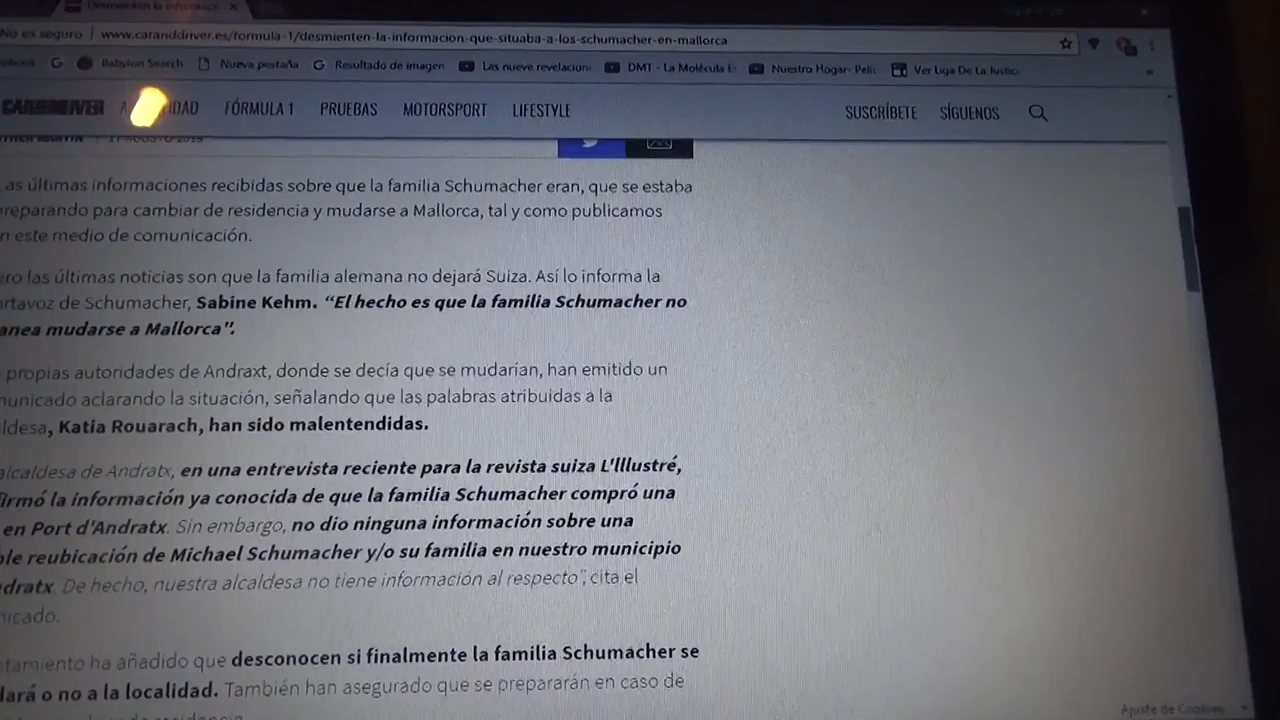 No es seguro | www.caranddriver.es/formula-1/desmienten-la-informacion-que-situaba-a-los-schumacher-en-mallorca
Babylon Search Nueva pestaña Resultado de imagen Las nueve revelacion DMT - La Molécula E Nuestro Hogar- Pelíc Ver Liga De La Justic »
CARANDDRIVER FÓRMULA 1 PRUEBAS MOTORSPORT LIFESTYLE SUSCRÍBETE SÍGUENOS
as últimas informaciones recibidas sobre que la familia Schumacher eran, que se estaba
reparando para cambiar de residencia y mudarse a Mallorca, tal y como publicamos
n este medio de comunicación.
ero las últimas noticias son que la familia alemana no dejará Suiza. Así lo informa la
rtavoz de Schumacher, Sabine Kehm. “El hecho es que la familia Schumacher no
anea mudarse a Mallorca".
propias autoridades de Andraxt, donde se decía que se mudarían, han emitido un
municado aclarando la situación, señalando que las palabras atribuidas a la
ldesa, Katia Rouarach, han sido malentendidas.
alcaldesa de Andratx, en una entrevista reciente para la revista suiza L'lllustré,
firmó la información ya conocida de que la familia Schumacher compró una
en Port d'Andratx. Sin embargo, no dio ninguna información sobre una
ble reubicación de Michael Schumacher y/o su familia en nuestro municipio
dratx. De hecho, nuestra alcaldesa no tiene información al respecto", cita el
nicado.
tamiento ha añadido que desconocen si finalmente la familia Schumacher se
lará o no a la localidad. También han asegurado que se prepararán en caso de
Ajuste de Cookies